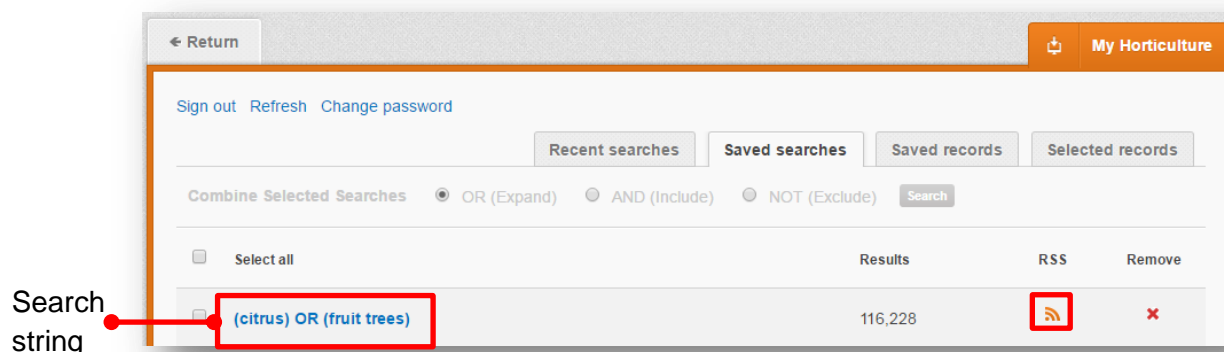 ← Return
My Horticulture
Sign out Refresh Change password
Recent searches Saved searches Saved records Selected records
Combine Selected Searches OR (Expand) AND (Include) NOT (Exclude) Search
Select all Results RSS Remove
(citrus) OR (fruit trees) 116,228
Search
string